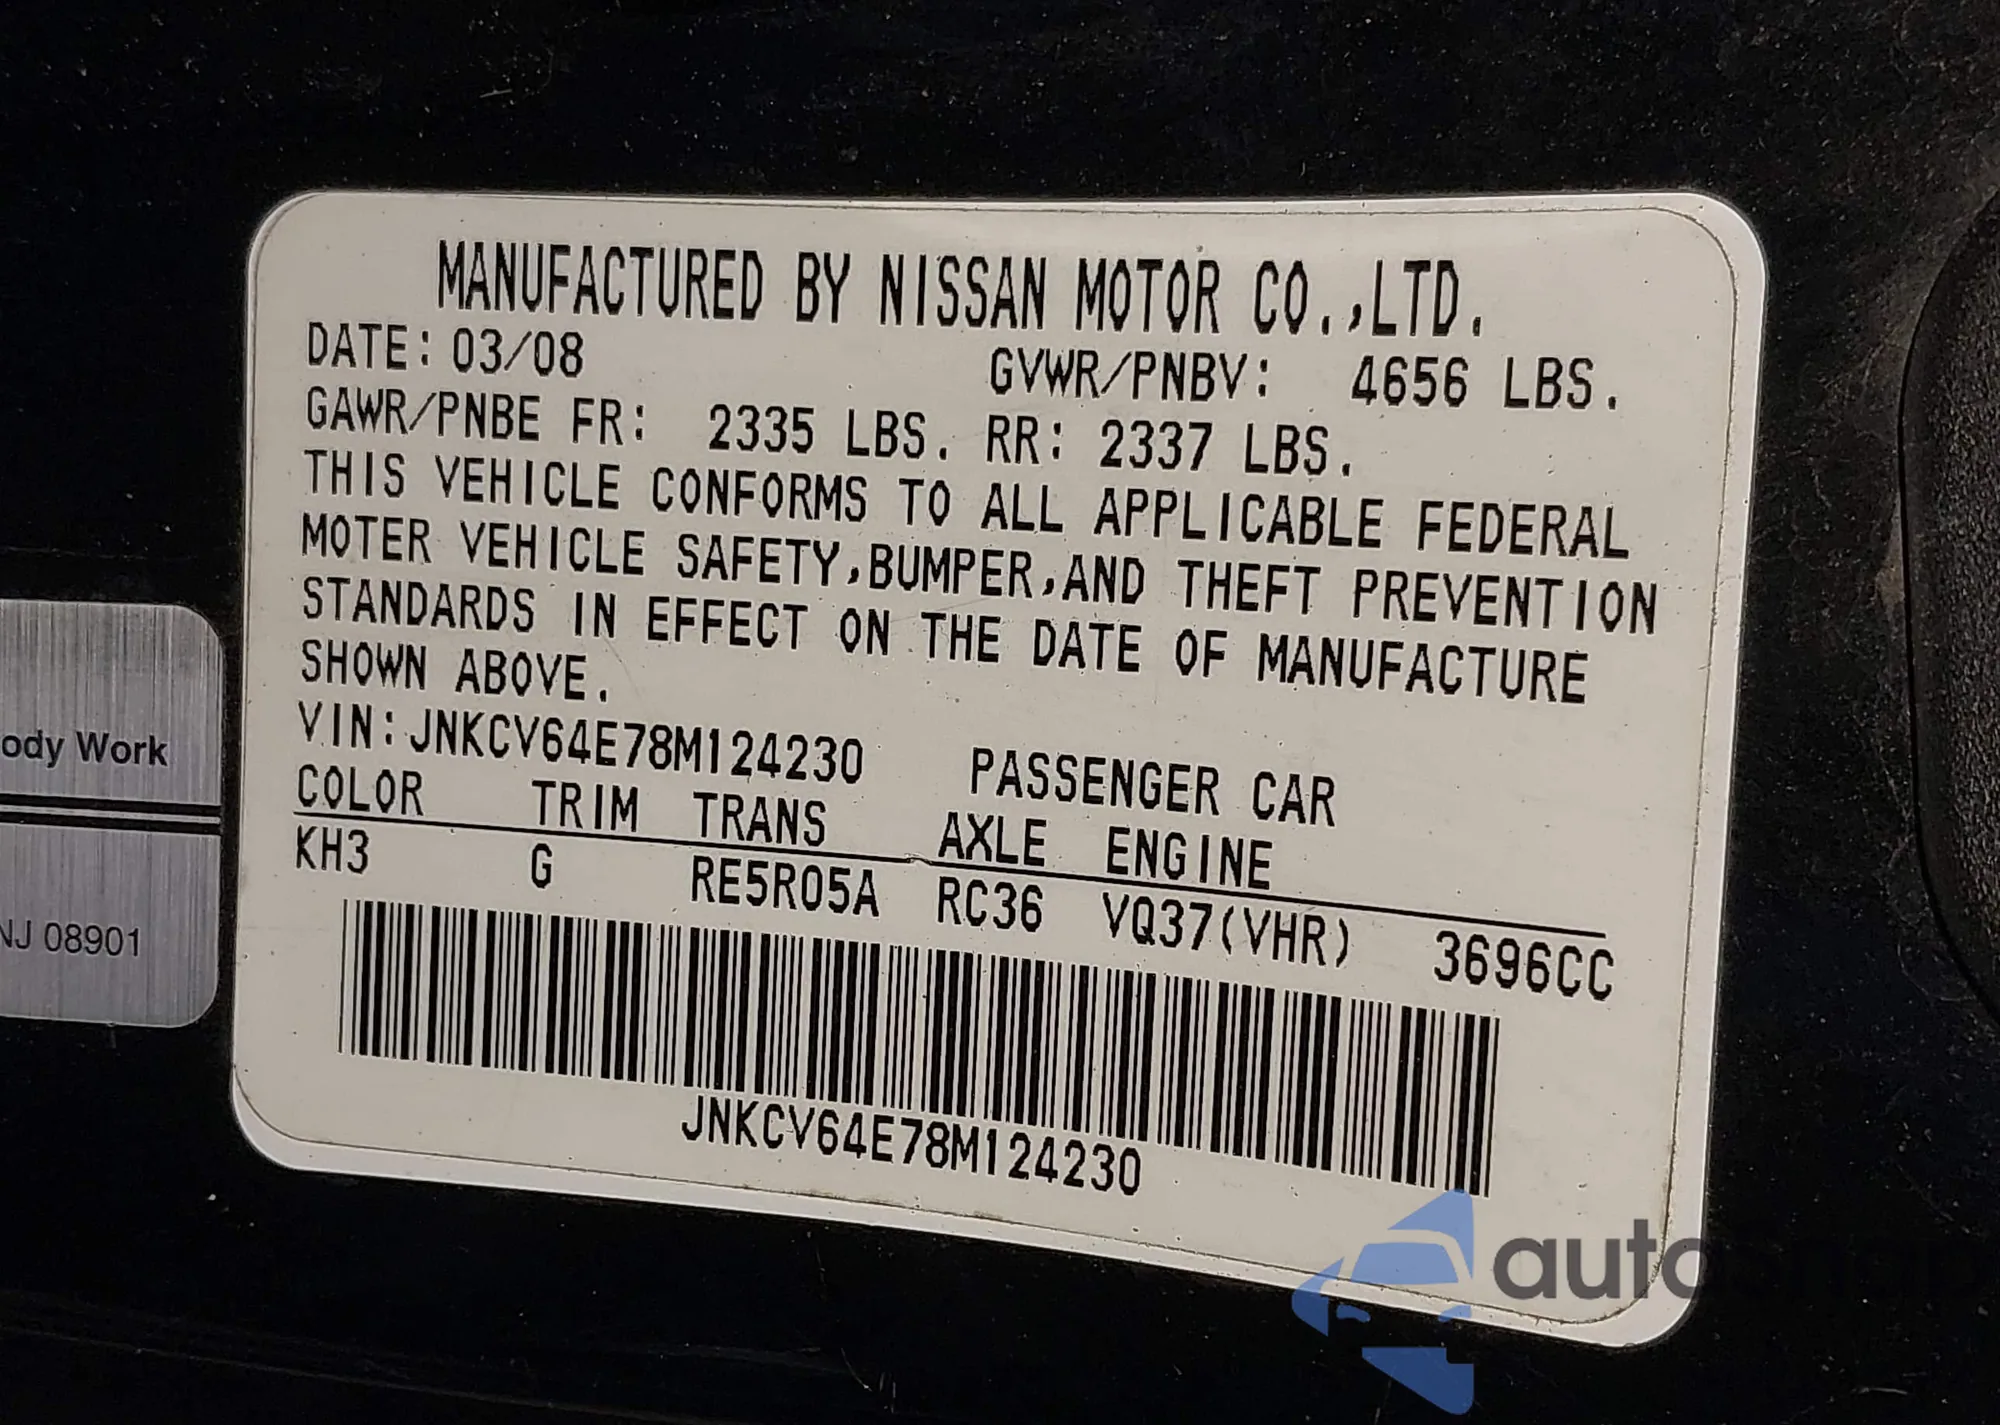 MANUFACTURED BY NISSAN MOTOR CO.,LTD.
DATE: 03/08 GVWR/PNBV: 4656 LBS.
GAWR/PNBE FR: 2335 LBS. RR: 2337 LBS.
THIS VEHICLE CONFORMS TO ALL APPLICABLE FEDERAL
MOTER VEHICLE SAFETY,BUMPER,AND THEFT PREVENTION
STANDARDS IN EFFECT ON THE DATE OF MANUFACTURE
SHOWN ABOVE.
VIN:JNKCV64E78M124230 PASSENGER CAR
COLOR TRIM TRANS AXLE ENGINE
KH3 G RE5R05A RC36 VQ37(VHR) 3696CC
JNKCV64E78M124230
ody Work
NJ 08901